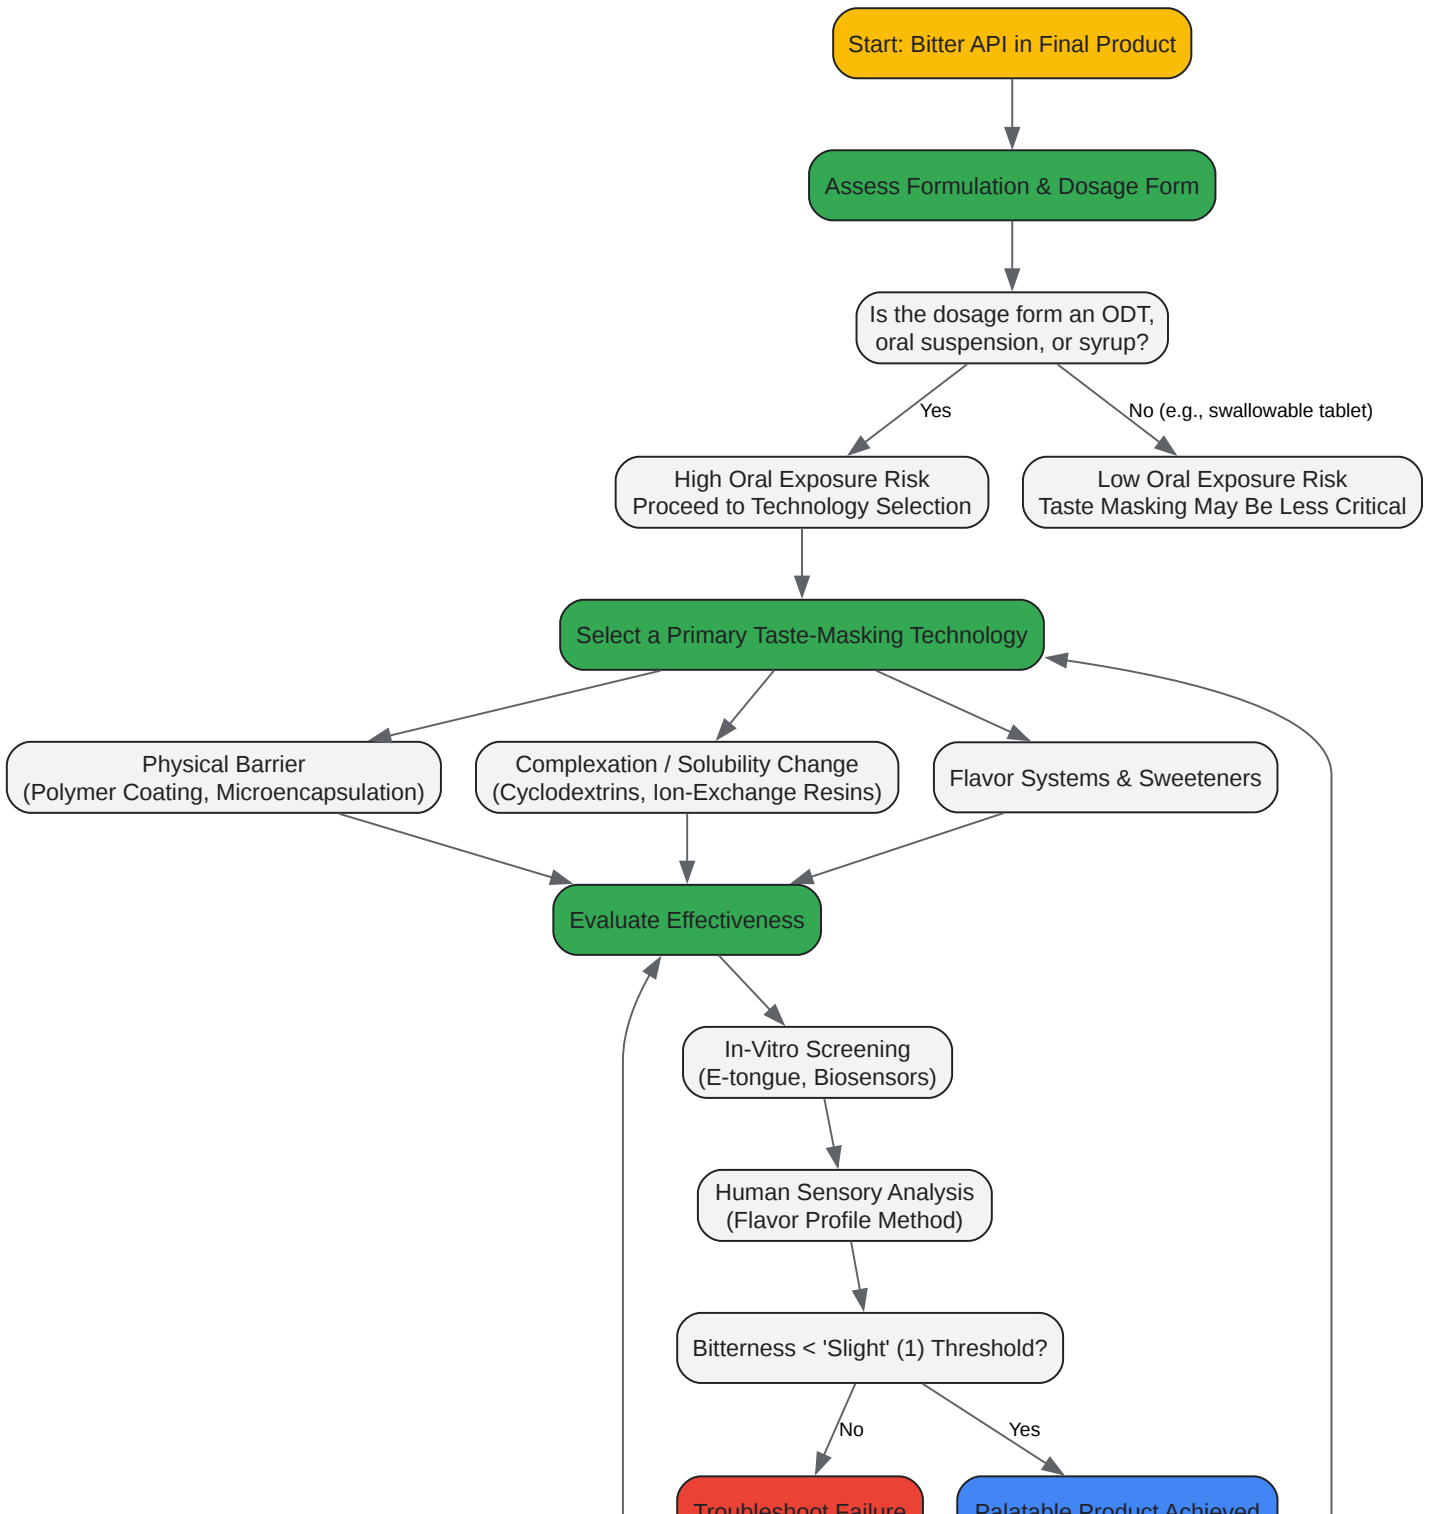 Start: Bitter API in Final Product
Assess Formulation & Dosage Form
Is the dosage form an ODT,
oral suspension, or syrup?
Yes
No (e.g., swallowable tablet)
High Oral Exposure Risk
Proceed to Technology Selection
Low Oral Exposure Risk
Taste Masking May Be Less Critical
Select a Primary Taste-Masking Technology
Physical Barrier
(Polymer Coating, Microencapsulation)
Complexation / Solubility Change
(Cyclodextrins, Ion-Exchange Resins)
Flavor Systems & Sweeteners
Evaluate Effectiveness
In-Vitro Screening
(E-tongue, Biosensors)
Human Sensory Analysis
(Flavor Profile Method)
Bitterness < 'Slight' (1) Threshold?
No
Yes
Troubleshoot Failure
Palatable Product Achieved